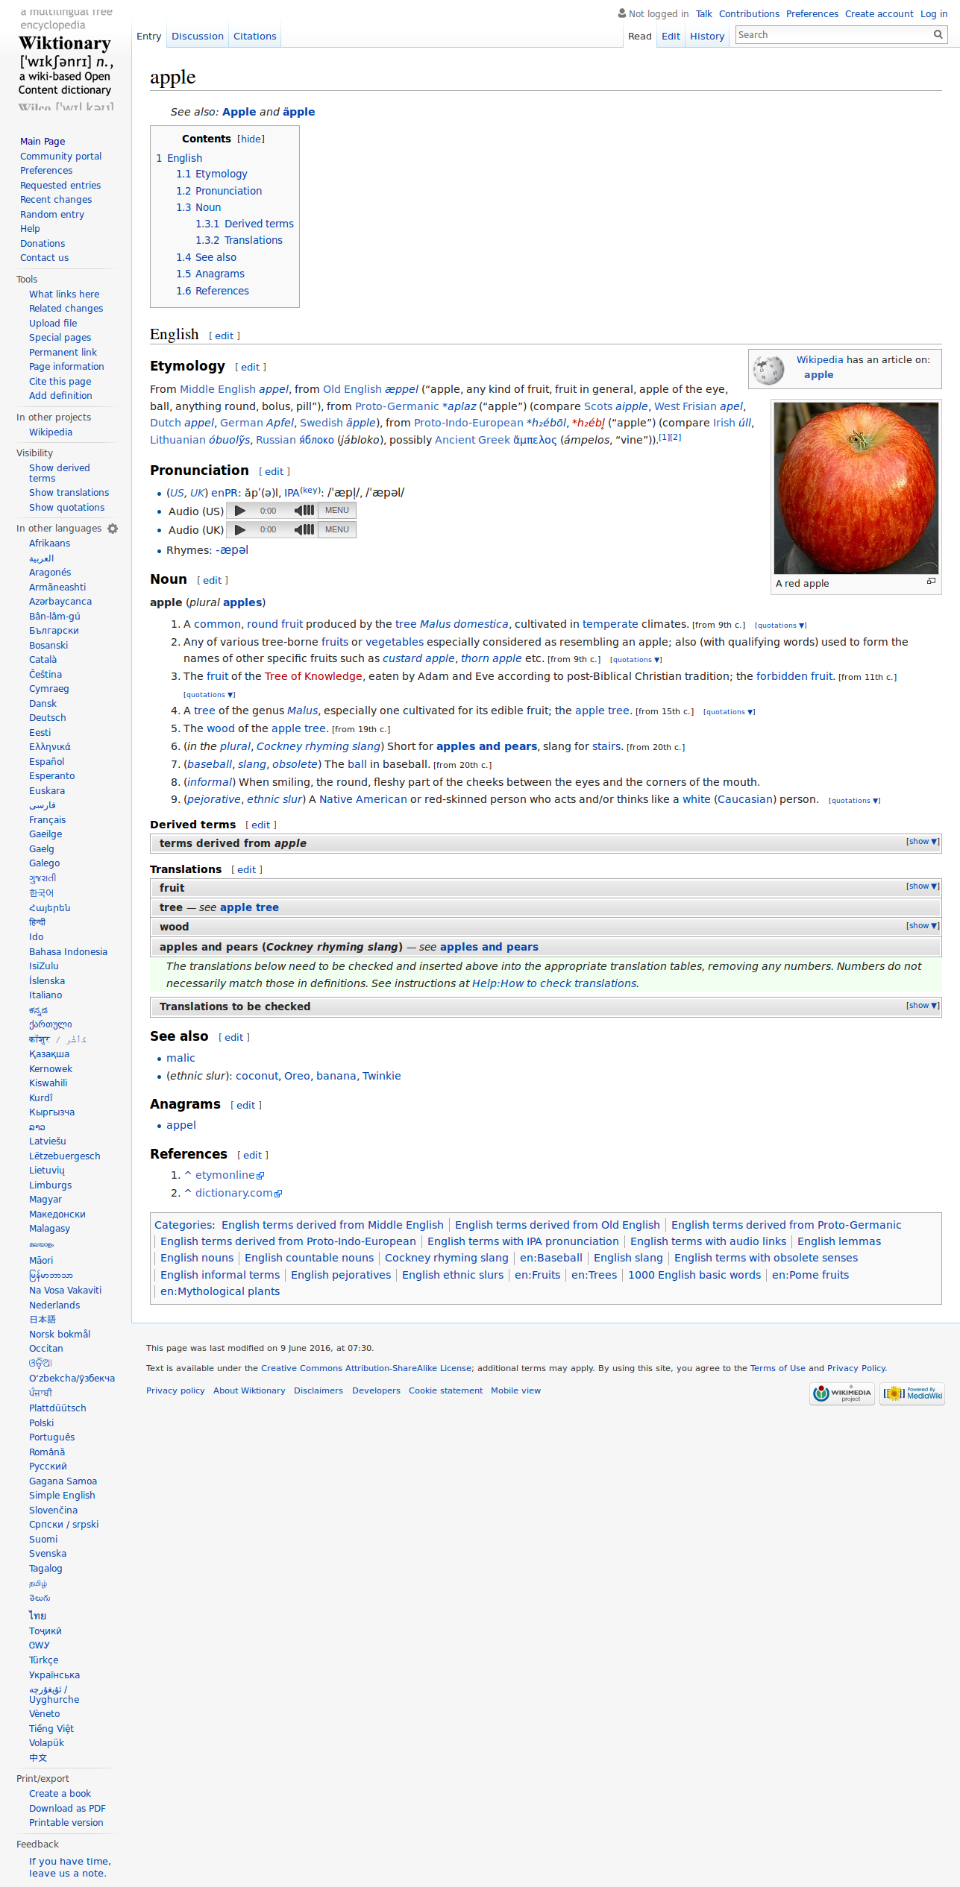 a multilingual free
encyclopedia
Wiktionary
['wɪkʃənrɪ] n.,
a wiki-based Open
Content dictionary
Not logged in Talk Contributions Preferences Create account Log in
Entry Discussion Citations
Read Edit History Search
Main Page
Community portal
Preferences
Requested entries
Recent changes
Random entry
Help
Donations
Contact us
Tools
What links here
Related changes
Upload file
Special pages
Permanent link
Page information
Cite this page
Add definition
In other projects
Wikipedia
Visibility
Show derived
terms
Show translations
Show quotations
In other languages
Afrikaans
العربية
Aragonés
Armãneashti
Azərbaycanca
Bân-lâm-gú
Български
Bosanski
Català
Čeština
Cymraeg
Dansk
Deutsch
Eesti
Ελληνικά
Español
Esperanto
Euskara
فارسی
Français
Gaeilge
Gaelg
Galego
ગુજરાતી
한국어
Հայերեն
हिन्दी
Ido
Bahasa Indonesia
IsiZulu
Íslenska
Italiano
ಕನ್ನಡ
ქართული
Қазақша
Kernowek
Kiswahili
Kurdî
Кыргызча
ລາວ
Latviešu
Lëtzebuergesch
Lietuvių
Limburgs
Magyar
Македонски
Malagasy
മലയാളം
Māori
မြန်မာဘာသာ
Na Vosa Vakaviti
Nederlands
日本語
Norsk bokmål
Occitan
ଓଡ଼ିଆ
Oʻzbekcha/ўзбекча
ਪੰਜਾਬੀ
Plattdüütsch
Polski
Português
Română
Русский
Gagana Samoa
Simple English
Slovenčina
Српски / srpski
Suomi
Svenska
Tagalog
தமிழ்
తెలుగు
ไทย
Тоҷикӣ
ᏣᎳᎩ
Türkçe
Українська
ئۇيغۇرچە /
Uyghurche
Vèneto
Tiếng Việt
Volapük
中文
Print/export
Create a book
Download as PDF
Printable version
Feedback
If you have time,
leave us a note.
apple
See also: Apple and äpple
Contents [hide]
1 English
1.1 Etymology
1.2 Pronunciation
1.3 Noun
1.3.1 Derived terms
1.3.2 Translations
1.4 See also
1.5 Anagrams
1.6 References
English [ edit ]
Wikipedia has an article on:
apple
Etymology [ edit ]
From Middle English appel, from Old English æppel (“apple, any kind of fruit, fruit in general, apple of the eye,
ball, anything round, bolus, pill”), from Proto-Germanic *aplaz (“apple”) (compare Scots aipple, West Frisian apel,
Dutch appel, German Apfel, Swedish äpple), from Proto-Indo-European *h₂ébōl, *h₂ébl̥ (“apple”) (compare Irish úll,
Lithuanian óbuolỹs, Russian я́блоко (jábloko), possibly Ancient Greek ἄμπελος (ámpelos, “vine”)).[1][2]
A red apple
Pronunciation [ edit ]
(US, UK) enPR: ăpʹ(ə)l, IPA(key): /ˈæpl̩/, /ˈæpəl/
Audio (US) 0:00 MENU
Audio (UK) 0:00 MENU
Rhymes: -æpəl
Noun [ edit ]
apple (plural apples)
1. A common, round fruit produced by the tree Malus domestica, cultivated in temperate climates. [from 9th c.] [quotations ▼]
2. Any of various tree-borne fruits or vegetables especially considered as resembling an apple; also (with qualifying words) used to form the
names of other specific fruits such as custard apple, thorn apple etc. [from 9th c.] [quotations ▼]
3. The fruit of the Tree of Knowledge, eaten by Adam and Eve according to post-Biblical Christian tradition; the forbidden fruit. [from 11th c.]
[quotations ▼]
4. A tree of the genus Malus, especially one cultivated for its edible fruit; the apple tree. [from 15th c.] [quotations ▼]
5. The wood of the apple tree. [from 19th c.]
6. (in the plural, Cockney rhyming slang) Short for apples and pears, slang for stairs. [from 20th c.]
7. (baseball, slang, obsolete) The ball in baseball. [from 20th c.]
8. (informal) When smiling, the round, fleshy part of the cheeks between the eyes and the corners of the mouth.
9. (pejorative, ethnic slur) A Native American or red-skinned person who acts and/or thinks like a white (Caucasian) person. [quotations ▼]
Derived terms [ edit ]
terms derived from apple [show ▼]
Translations [ edit ]
fruit [show ▼]
tree — see apple tree
wood [show ▼]
apples and pears (Cockney rhyming slang) — see apples and pears
The translations below need to be checked and inserted above into the appropriate translation tables, removing any numbers. Numbers do not
necessarily match those in definitions. See instructions at Help:How to check translations.
Translations to be checked [show ▼]
See also [ edit ]
malic
(ethnic slur): coconut, Oreo, banana, Twinkie
Anagrams [ edit ]
appel
References [ edit ]
1. ^ etymonline
2. ^ dictionary.com
Categories: English terms derived from Middle English | English terms derived from Old English | English terms derived from Proto-Germanic
| English terms derived from Proto-Indo-European | English terms with IPA pronunciation | English terms with audio links | English lemmas
| English nouns | English countable nouns | Cockney rhyming slang | en:Baseball | English slang | English terms with obsolete senses
| English informal terms | English pejoratives | English ethnic slurs | en:Fruits | en:Trees | 1000 English basic words | en:Pome fruits
| en:Mythological plants
This page was last modified on 9 June 2016, at 07:30.
Text is available under the Creative Commons Attribution-ShareAlike License; additional terms may apply. By using this site, you agree to the Terms of Use and Privacy Policy.
Privacy policy About Wiktionary Disclaimers Developers Cookie statement Mobile view
WIKIMEDIA
project
Powered By
MediaWiki